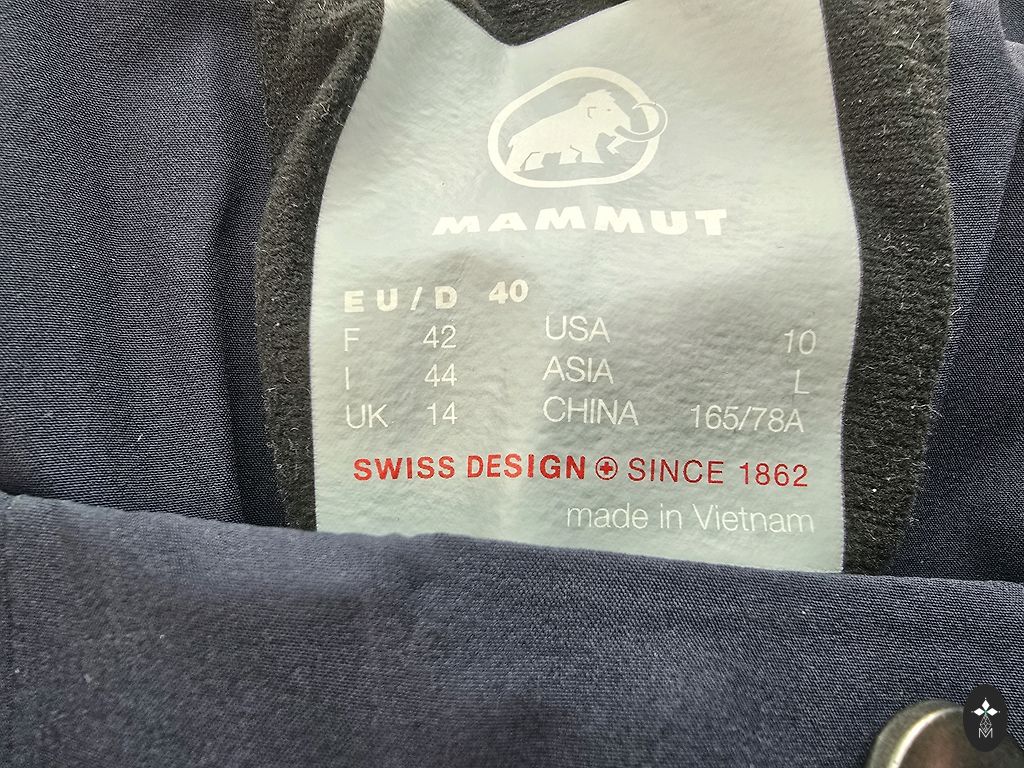 MAMMUT
EU/D 40
F 42 USA 10
I 44 ASIA L
UK 14 CHINA 165/78A
SWISS DESIGN SINCE 1862
made in Vietnam
M